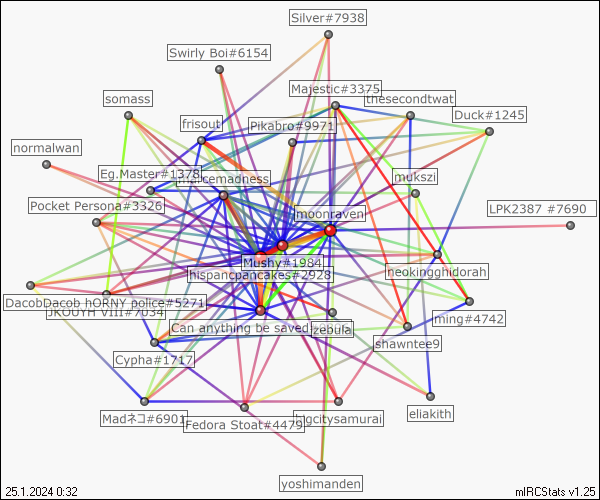 Silver#7938
Swirly Boi#6154
Majestic#3375
thesecondtwat
somass
Duck#1245
frisout
Pikabro#9971
normalwan
Eg.Master#1378
mukszi
Pocket Persona#3326
moonraven
LPK2387 #7690
Mushy#1984
neokingghidorah
hispancpancakes#2928
DacobDacob hORNY police#5271
JKOUYH VIII#7034
ming#4742
Can anything be saved
zebula
shawntee9
Cypha#1717
Madネコ#6901
Fedora Stoat#4479
bigcitysamurai
eliakith
yoshimanden
25.1.2024 0:32
mIRCStats v1.25